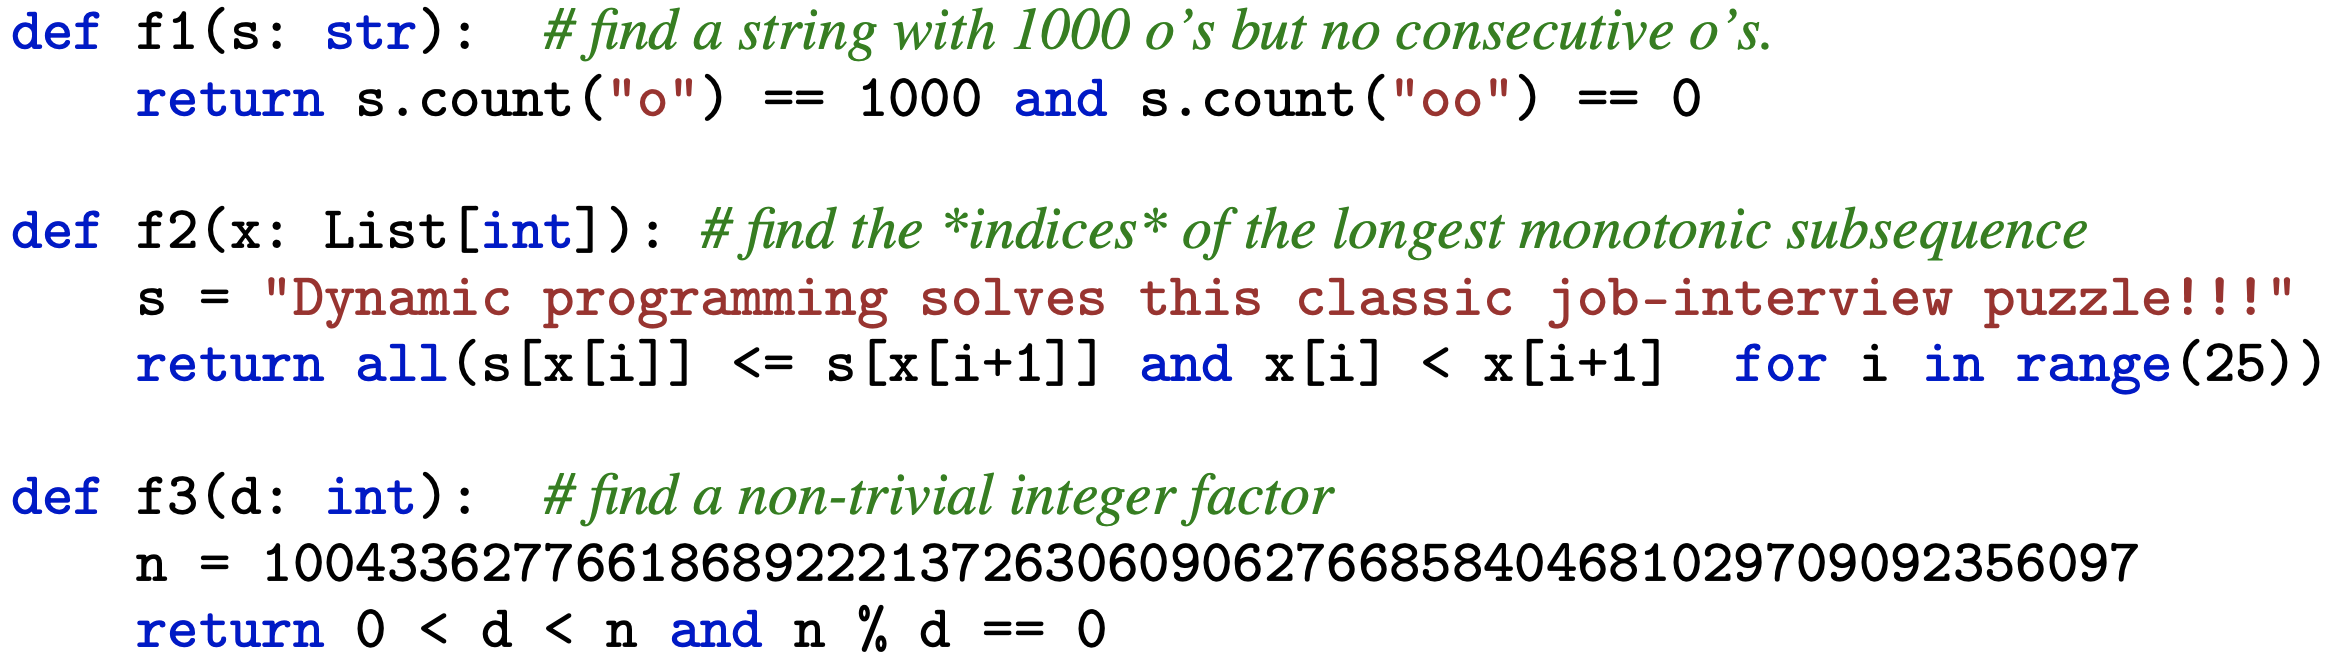 def f1(s: str):  # find a string with 1000 o's but no consecutive o's.
    return s.count("o") == 1000 and s.count("oo") == 0

def f2(x: List[int]): # find the *indices* of the longest monotonic subsequence
    s = "Dynamic programming solves this classic job-interview puzzle!!!"
    return all(s[x[i]] <= s[x[i+1]] and x[i] < x[i+1]  for i in range(25))

def f3(d: int):  # find a non-trivial integer factor
    n = 100433627766186892221372630609062766858404681029709092356097
    return 0 < d < n and n % d == 0